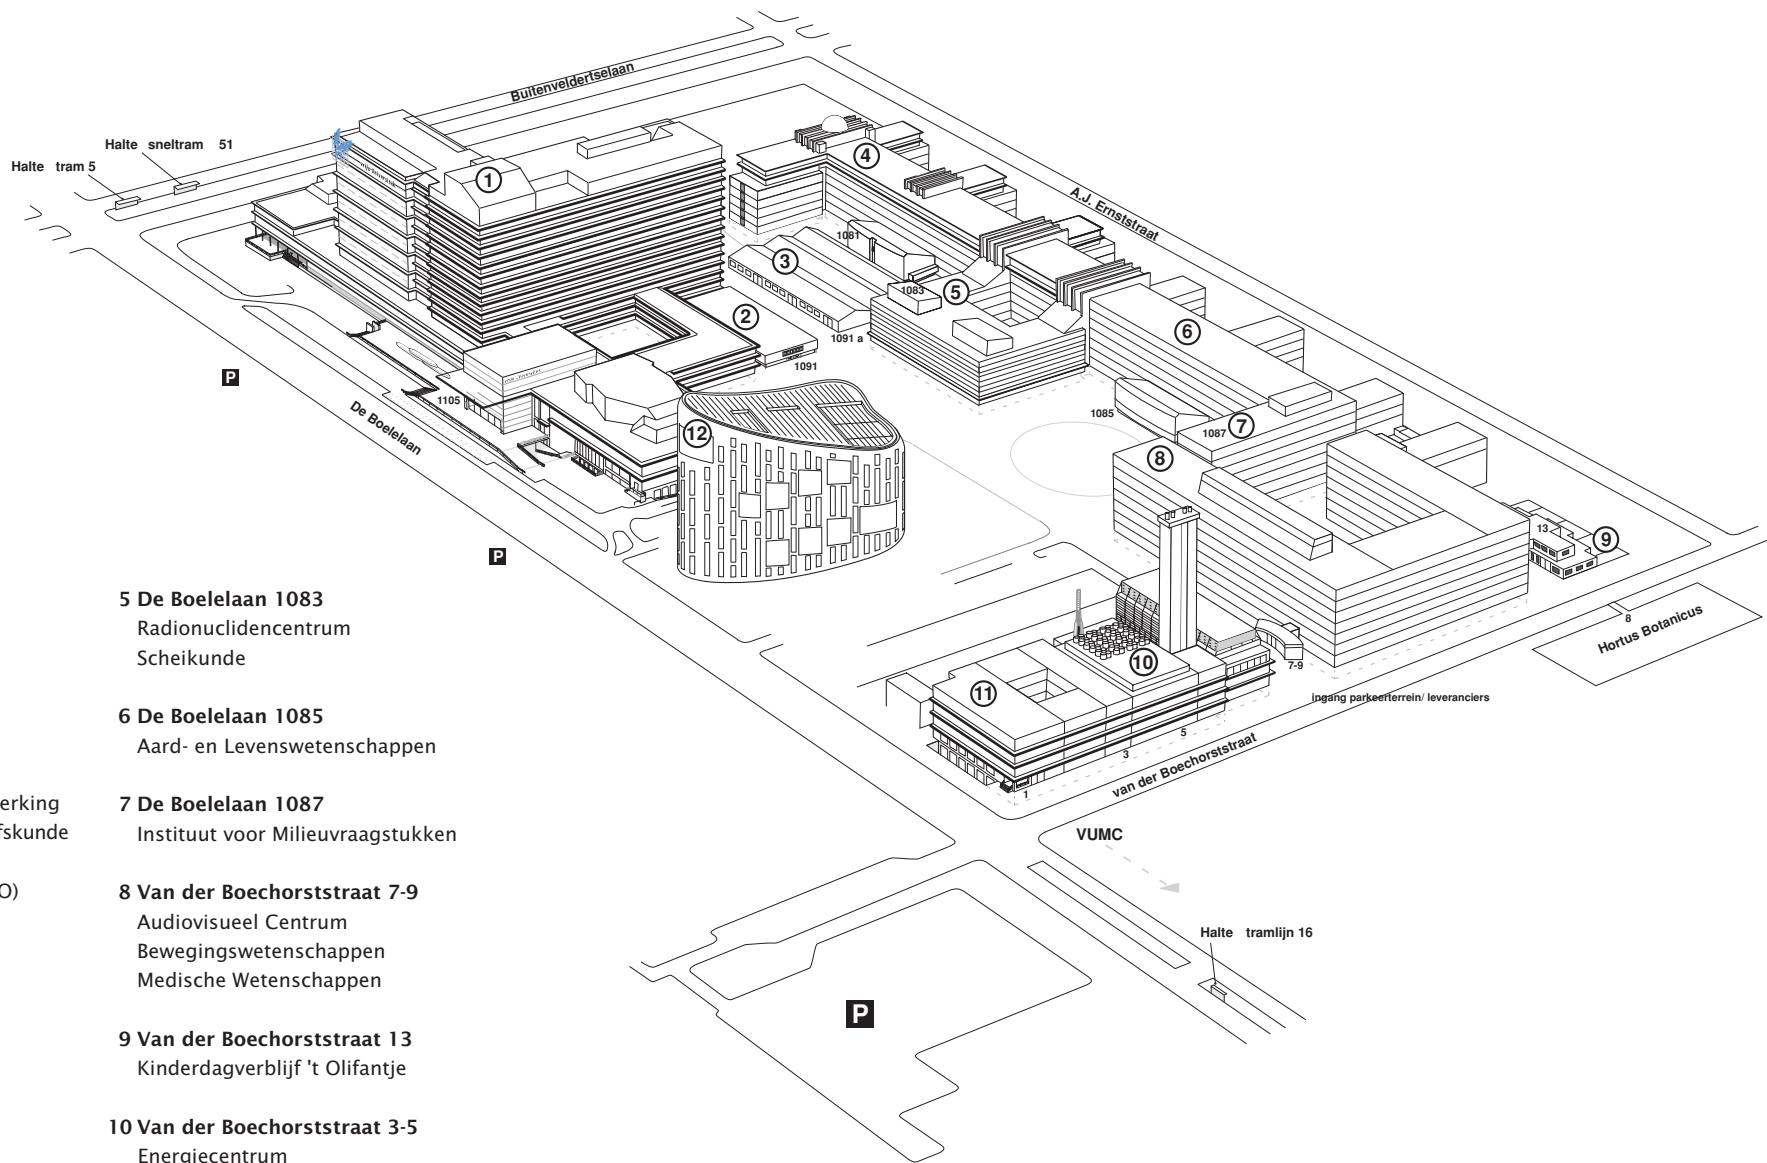 Buitenveldertselaan
Halte sneltram 51
Halte tram 5
A.J. Ernststraat
De Boelelaan
1
2
3
4
5
6
7
8
9
10
11
12
1081
1083
1091 a
1091
1105
1085
1087
13
8
Hortus Botanicus
7-9
ingang parkeerterrein/ leveranciers
5
3
1
van der Boechorststraat
VUMC
Halte tramlijn 16
P
P
P
5 De Boelelaan 1083
Radionuclidencentrum
Scheikunde
6 De Boelelaan 1085
Aard- en Levenswetenschappen
erking
7 De Boelelaan 1087
fskunde
Instituut voor Milieuvraagstukken
O)
8 Van der Boechorststraat 7-9
Audiovisueel Centrum
Bewegingswetenschappen
Medische Wetenschappen
9 Van der Boechorststraat 13
Kinderdagverblijf 't Olifantje
10 Van der Boechorststraat 3-5
Energiecentrum